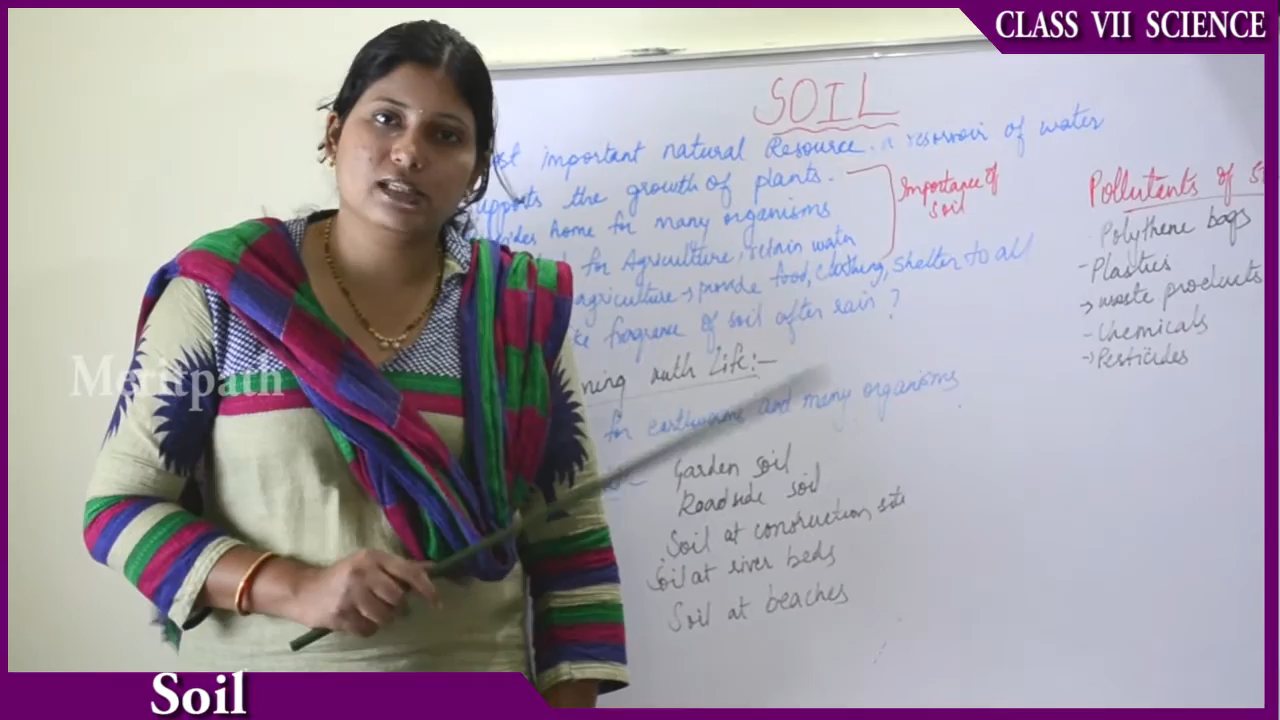 CLASS VII SCIENCE
SOIL
important natural Resource. a reservoir of water
the growth of plants.
home for many organisms
for Agriculture, retain water
agriculture → provide food, clothing, shelter to all
fragrance of soil after rain ?
Importance of
soil
with life:-
for earthworms and many organisms
Garden soil
Roadside soil
Soil at consruction site
Soil at river beds
Soil at beaches
Pollutants of
Polythene bags
- Plastics
→ waste products
- Chemicals
→ Pesticides
Meritpath
Soil